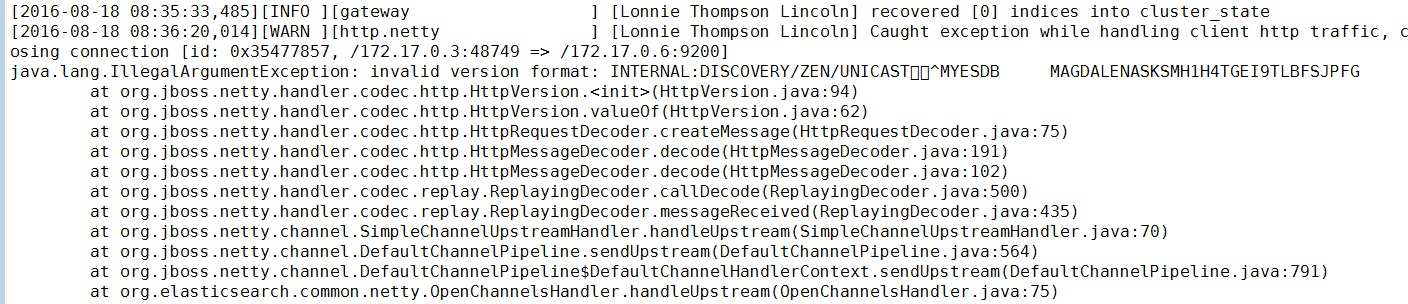 [2016-08-18 08:35:33,485][INFO ][gateway                  ] [Lonnie Thompson Lincoln] recovered [0] indices into cluster_state
[2016-08-18 08:36:20,014][WARN ][http.netty               ] [Lonnie Thompson Lincoln] Caught exception while handling client http traffic, c
osing connection [id: 0x35477857, /172.17.0.3:48749 => /172.17.0.6:9200]
java.lang.IllegalArgumentException: invalid version format: INTERNAL:DISCOVERY/ZEN/UNICAST▯▯^MYESDB     MAGDALENASKSMH1H4TGEI9TLBFSJPFG
        at org.jboss.netty.handler.codec.http.HttpVersion.<init>(HttpVersion.java:94)
        at org.jboss.netty.handler.codec.http.HttpVersion.valueOf(HttpVersion.java:62)
        at org.jboss.netty.handler.codec.http.HttpRequestDecoder.createMessage(HttpRequestDecoder.java:75)
        at org.jboss.netty.handler.codec.http.HttpMessageDecoder.decode(HttpMessageDecoder.java:191)
        at org.jboss.netty.handler.codec.http.HttpMessageDecoder.decode(HttpMessageDecoder.java:102)
        at org.jboss.netty.handler.codec.replay.ReplayingDecoder.callDecode(ReplayingDecoder.java:500)
        at org.jboss.netty.handler.codec.replay.ReplayingDecoder.messageReceived(ReplayingDecoder.java:435)
        at org.jboss.netty.channel.SimpleChannelUpstreamHandler.handleUpstream(SimpleChannelUpstreamHandler.java:70)
        at org.jboss.netty.channel.DefaultChannelPipeline.sendUpstream(DefaultChannelPipeline.java:564)
        at org.jboss.netty.channel.DefaultChannelPipeline$DefaultChannelHandlerContext.sendUpstream(DefaultChannelPipeline.java:791)
        at org.elasticsearch.common.netty.OpenChannelsHandler.handleUpstream(OpenChannelsHandler.java:75)